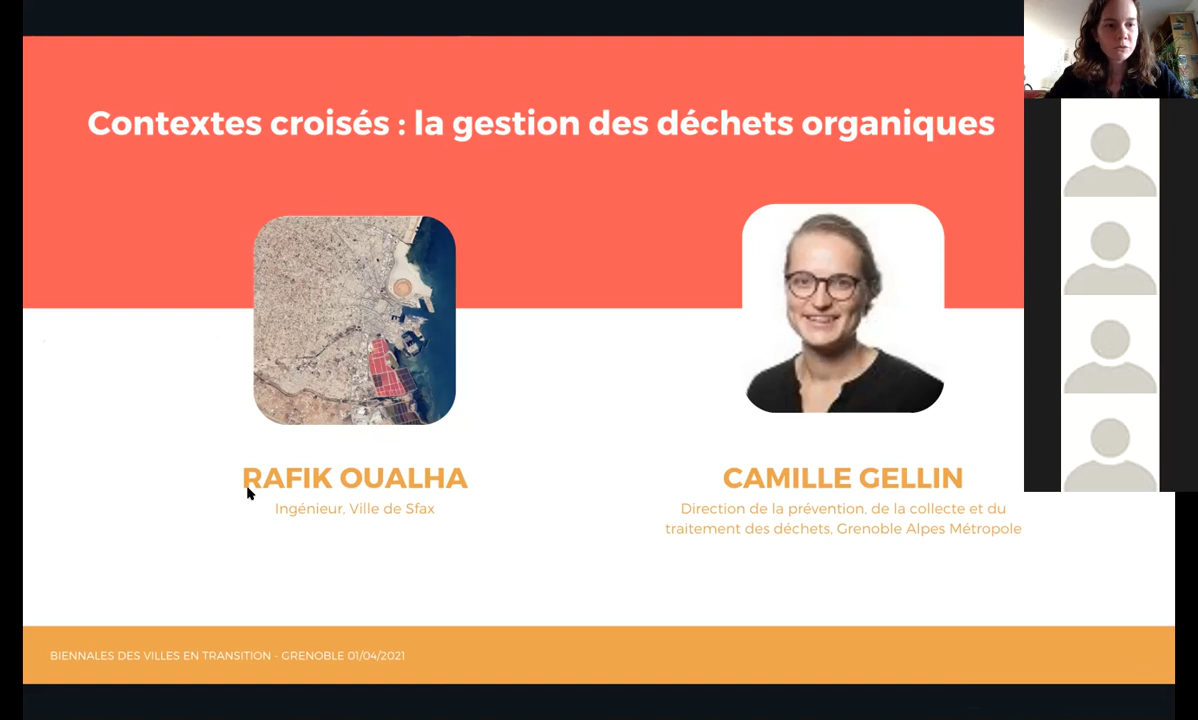 Contextes croisés : la gestion des déchets organiques
RAFIK OUALHA
Ingénieur, Ville de Sfax
CAMILLE GELLIN
Direction de la prévention, de la collecte et du
traitement des déchets, Grenoble Alpes Métropole
BIENNALES DES VILLES EN TRANSITION - GRENOBLE 01/04/2021